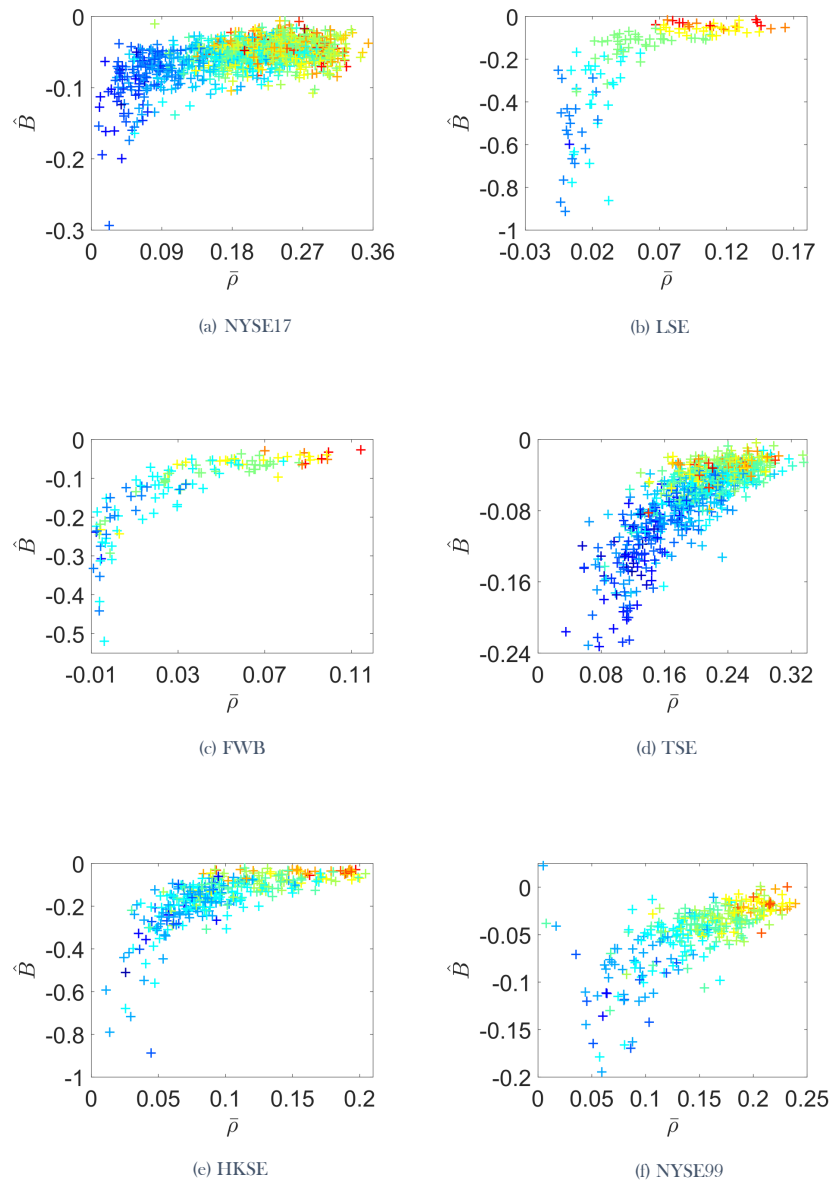 0
-0.1
-0.2
-0.3
B̂
0 0.09 0.18 0.27 0.36
ρ̄
(a) NYSE17
0
-0.2
-0.4
-0.6
-0.8
-1
B̂
-0.03 0.02 0.07 0.12 0.17
ρ̄
(b) LSE
0
-0.1
-0.2
-0.3
-0.4
-0.5
B̂
-0.01 0.03 0.07 0.11
ρ̄
(c) FWB
0
-0.08
-0.16
-0.24
B̂
0 0.08 0.16 0.24 0.32
ρ̄
(d) TSE
0
-0.2
-0.4
-0.6
-0.8
-1
B̂
0 0.05 0.1 0.15 0.2
ρ̄
(e) HKSE
0
-0.05
-0.1
-0.15
-0.2
B̂
0 0.05 0.1 0.15 0.2 0.25
ρ̄
(f) NYSE99